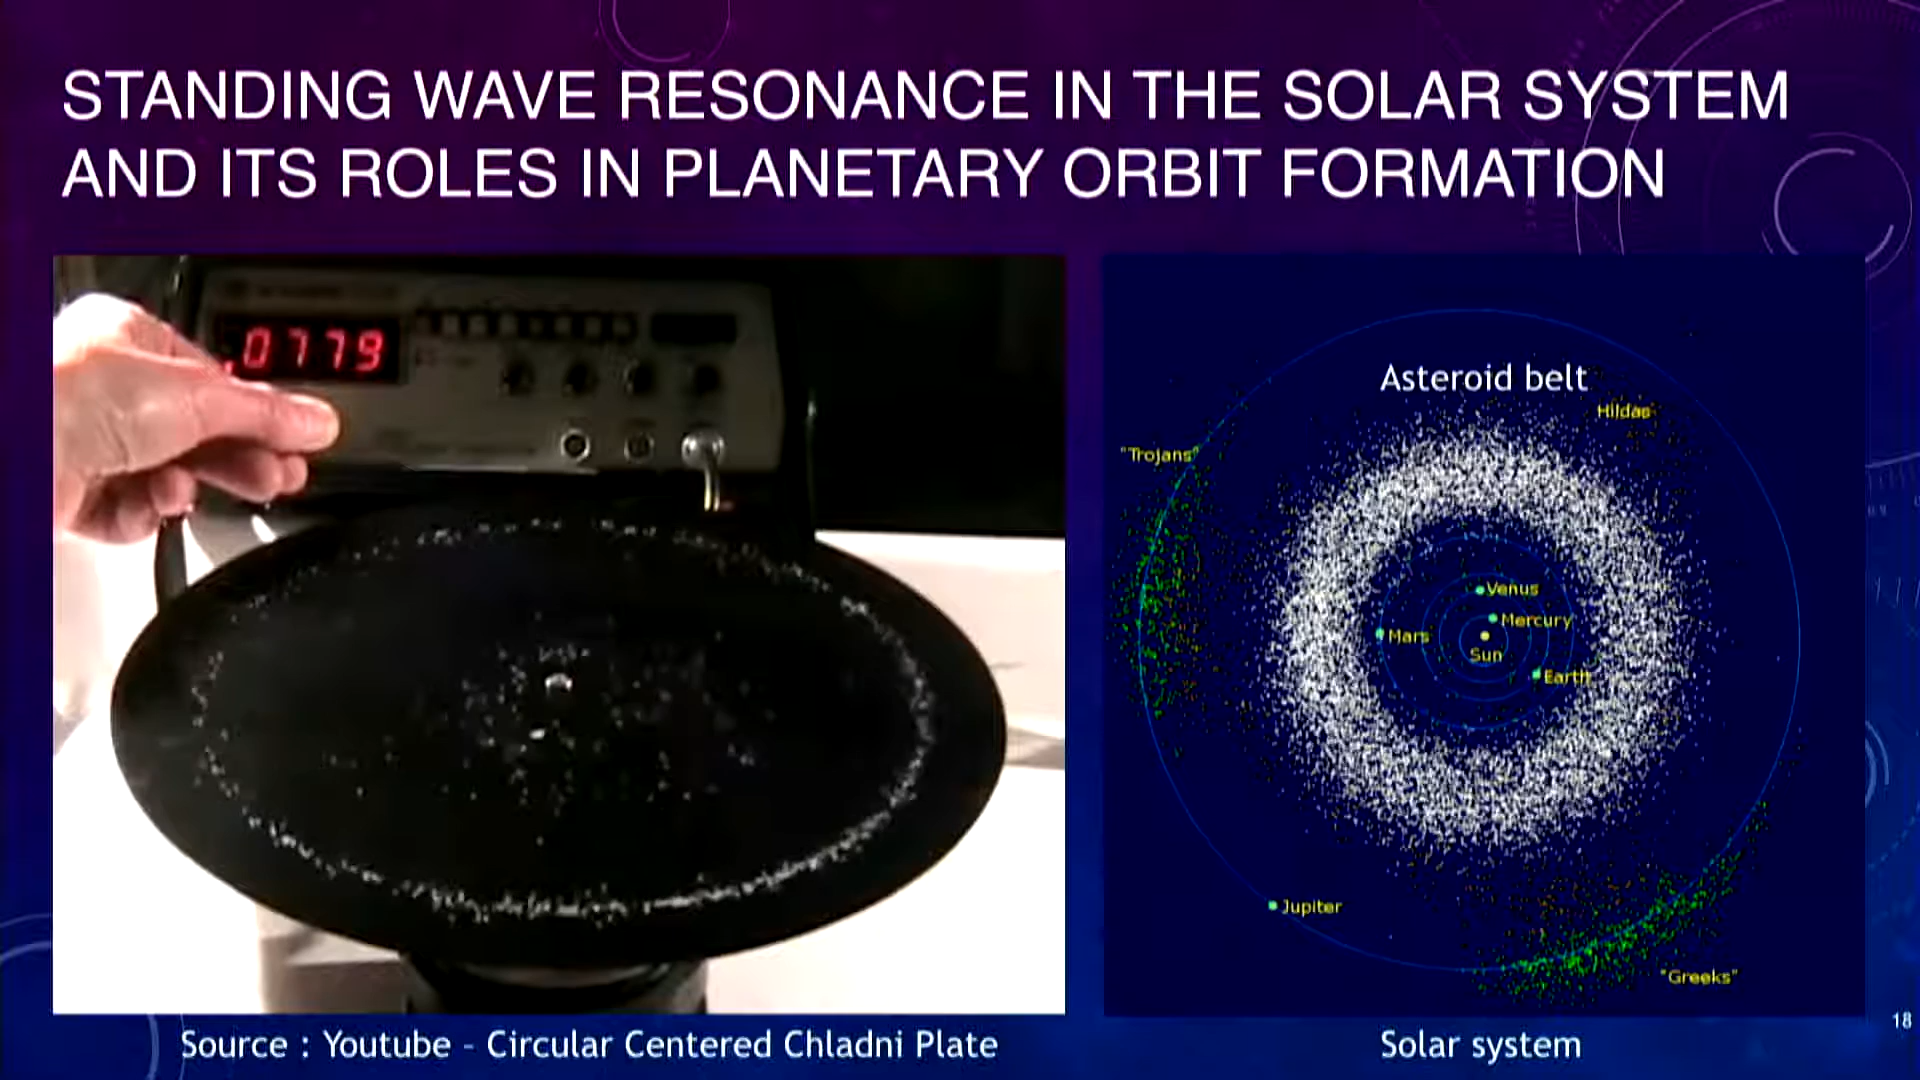 STANDING WAVE RESONANCE IN THE SOLAR SYSTEM
AND ITS ROLES IN PLANETARY ORBIT FORMATION
.0779
Asteroid belt
Hildas
"Trojans"
Venus
Mercury
Mars
Sun
Earth
Jupiter
"Greeks"
18
Source : Youtube - Circular Centered Chladni Plate
Solar system